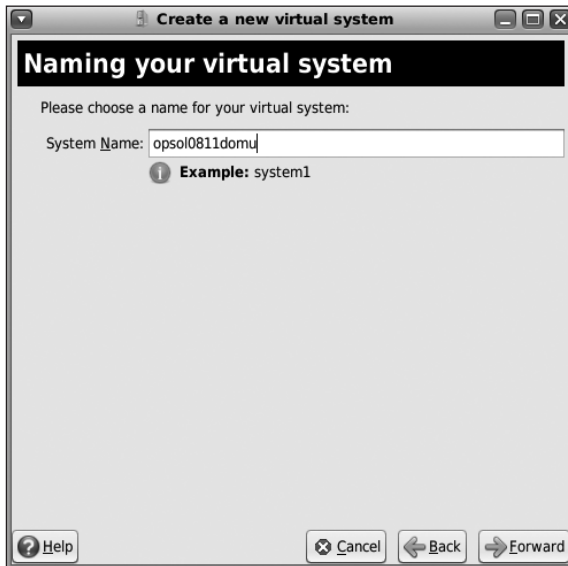 Create a new virtual system
Naming your virtual system
Please choose a name for your virtual system:
System Name: opsol0811domu
Example: system1
Help Cancel Back Forward